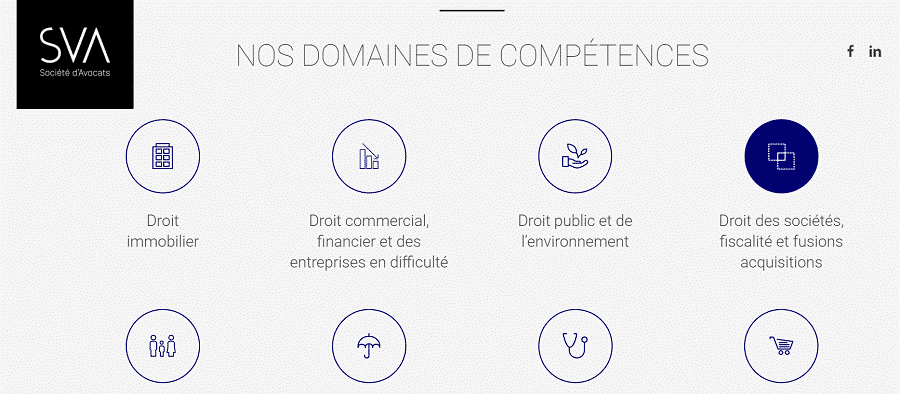 SVA
Société d'Avocats
NOS DOMAINES DE COMPÉTENCES
f in
Droit
immobilier
Droit commercial,
financier et des
entreprises en difficulté
Droit public et de
l'environnement
Droit des sociétés,
fiscalité et fusions
acquisitions